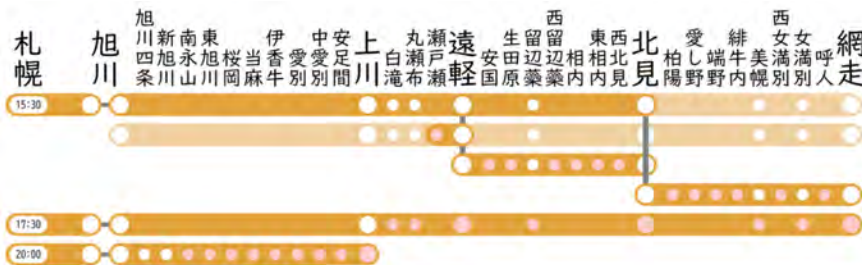 札幌 旭川 旭川四条 新旭川 南永山 東旭川 桜岡 当麻 伊香牛 愛別 中愛別 安足間 上川 白滝 丸瀬布 瀬戸瀬 遠軽 安国 生田原 留辺蘂 西留辺蘂 相内 東相内 西北見 北見 柏陽 愛し野 端野 緋牛内 美幌 西女満別 女満別 呼人 網走
15:30
17:30
20:00